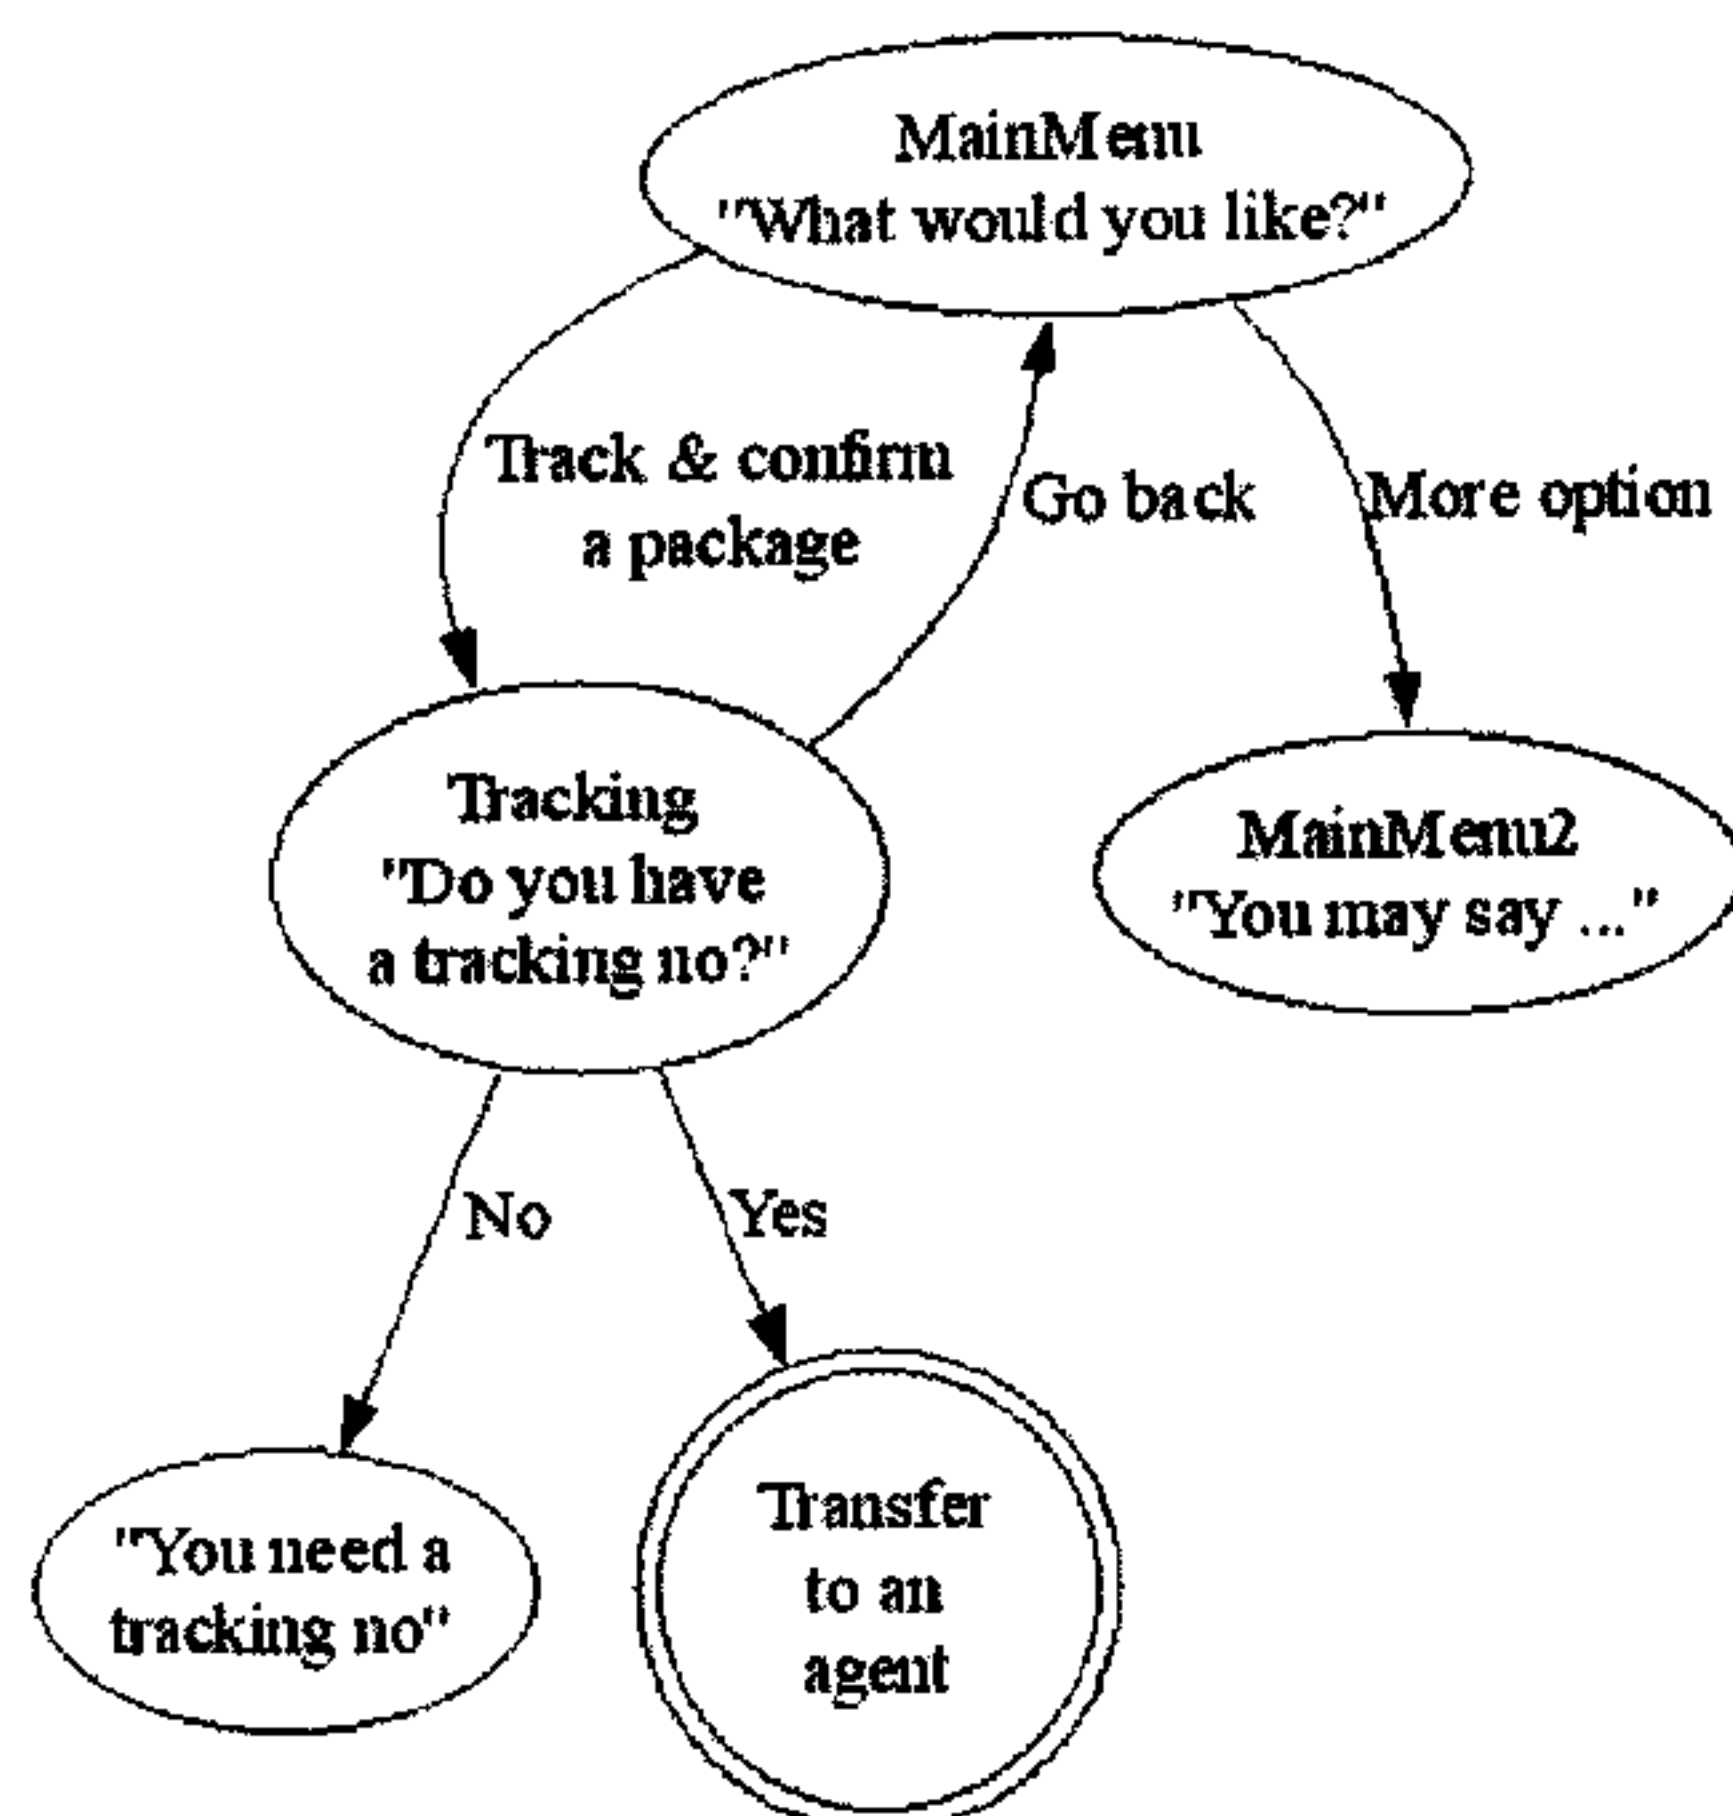 MainMenu
"What would you like?"
Track & confirm
a package
Go back
More option
Tracking
"Do you have
a tracking no?"
MainMenu2
"You may say ..."
No
Yes
"You need a
tracking no"
Transfer
to an
agent